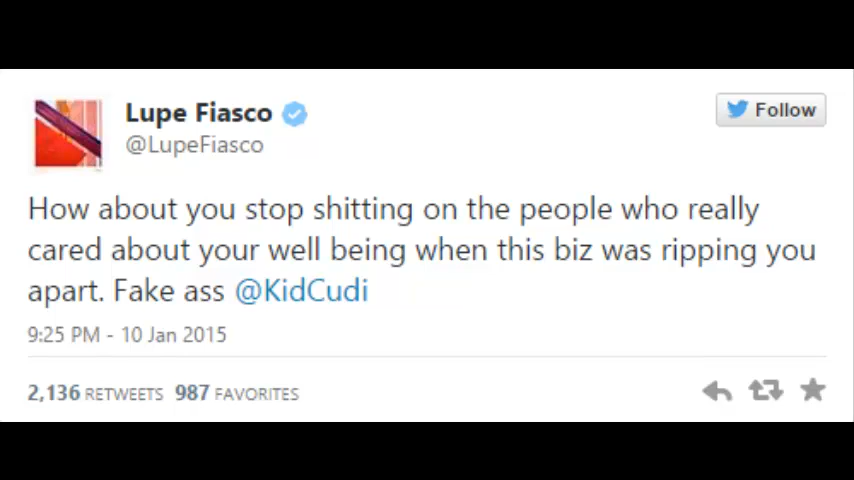 Lupe Fiasco
Follow
@LupeFiasco
How about you stop shitting on the people who really
cared about your well being when this biz was ripping you
apart. Fake ass @KidCudi
9:25 PM - 10 Jan 2015
2,136 RETWEETS 987 FAVORITES